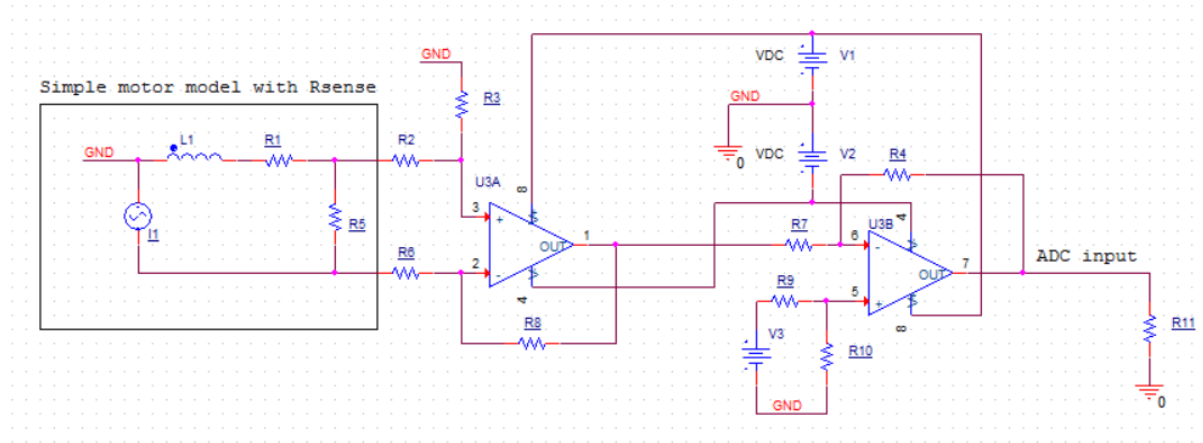 Simple motor model with Rsense
GND
L1
R1
R5
I1
R2
R6
GND
R3
U3A
8
3
+
OUT
1
2
-
4
R8
VDC
V1
GND
0
VDC
V2
R4
R7
U3B
4
6
-
OUT
7
5
+
8
R9
V3
R10
GND
ADC input
R11
0